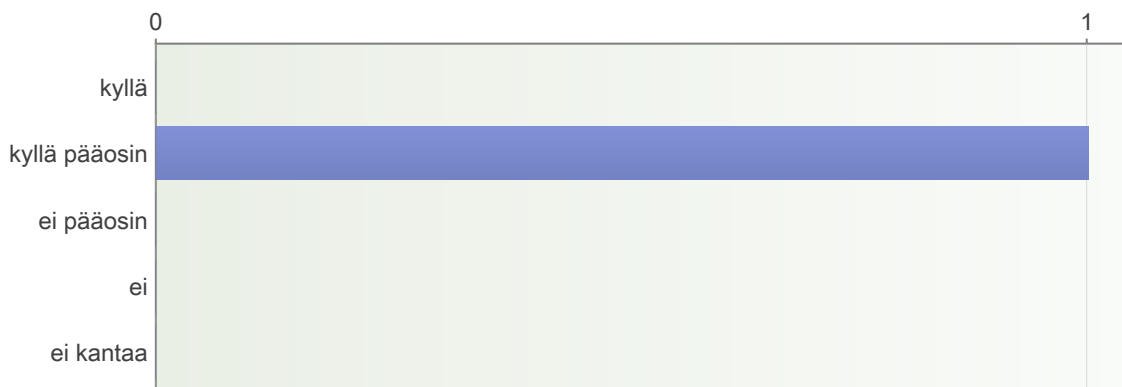 0 1
kyllä
kyllä pääosin
ei pääosin
ei
ei kantaa